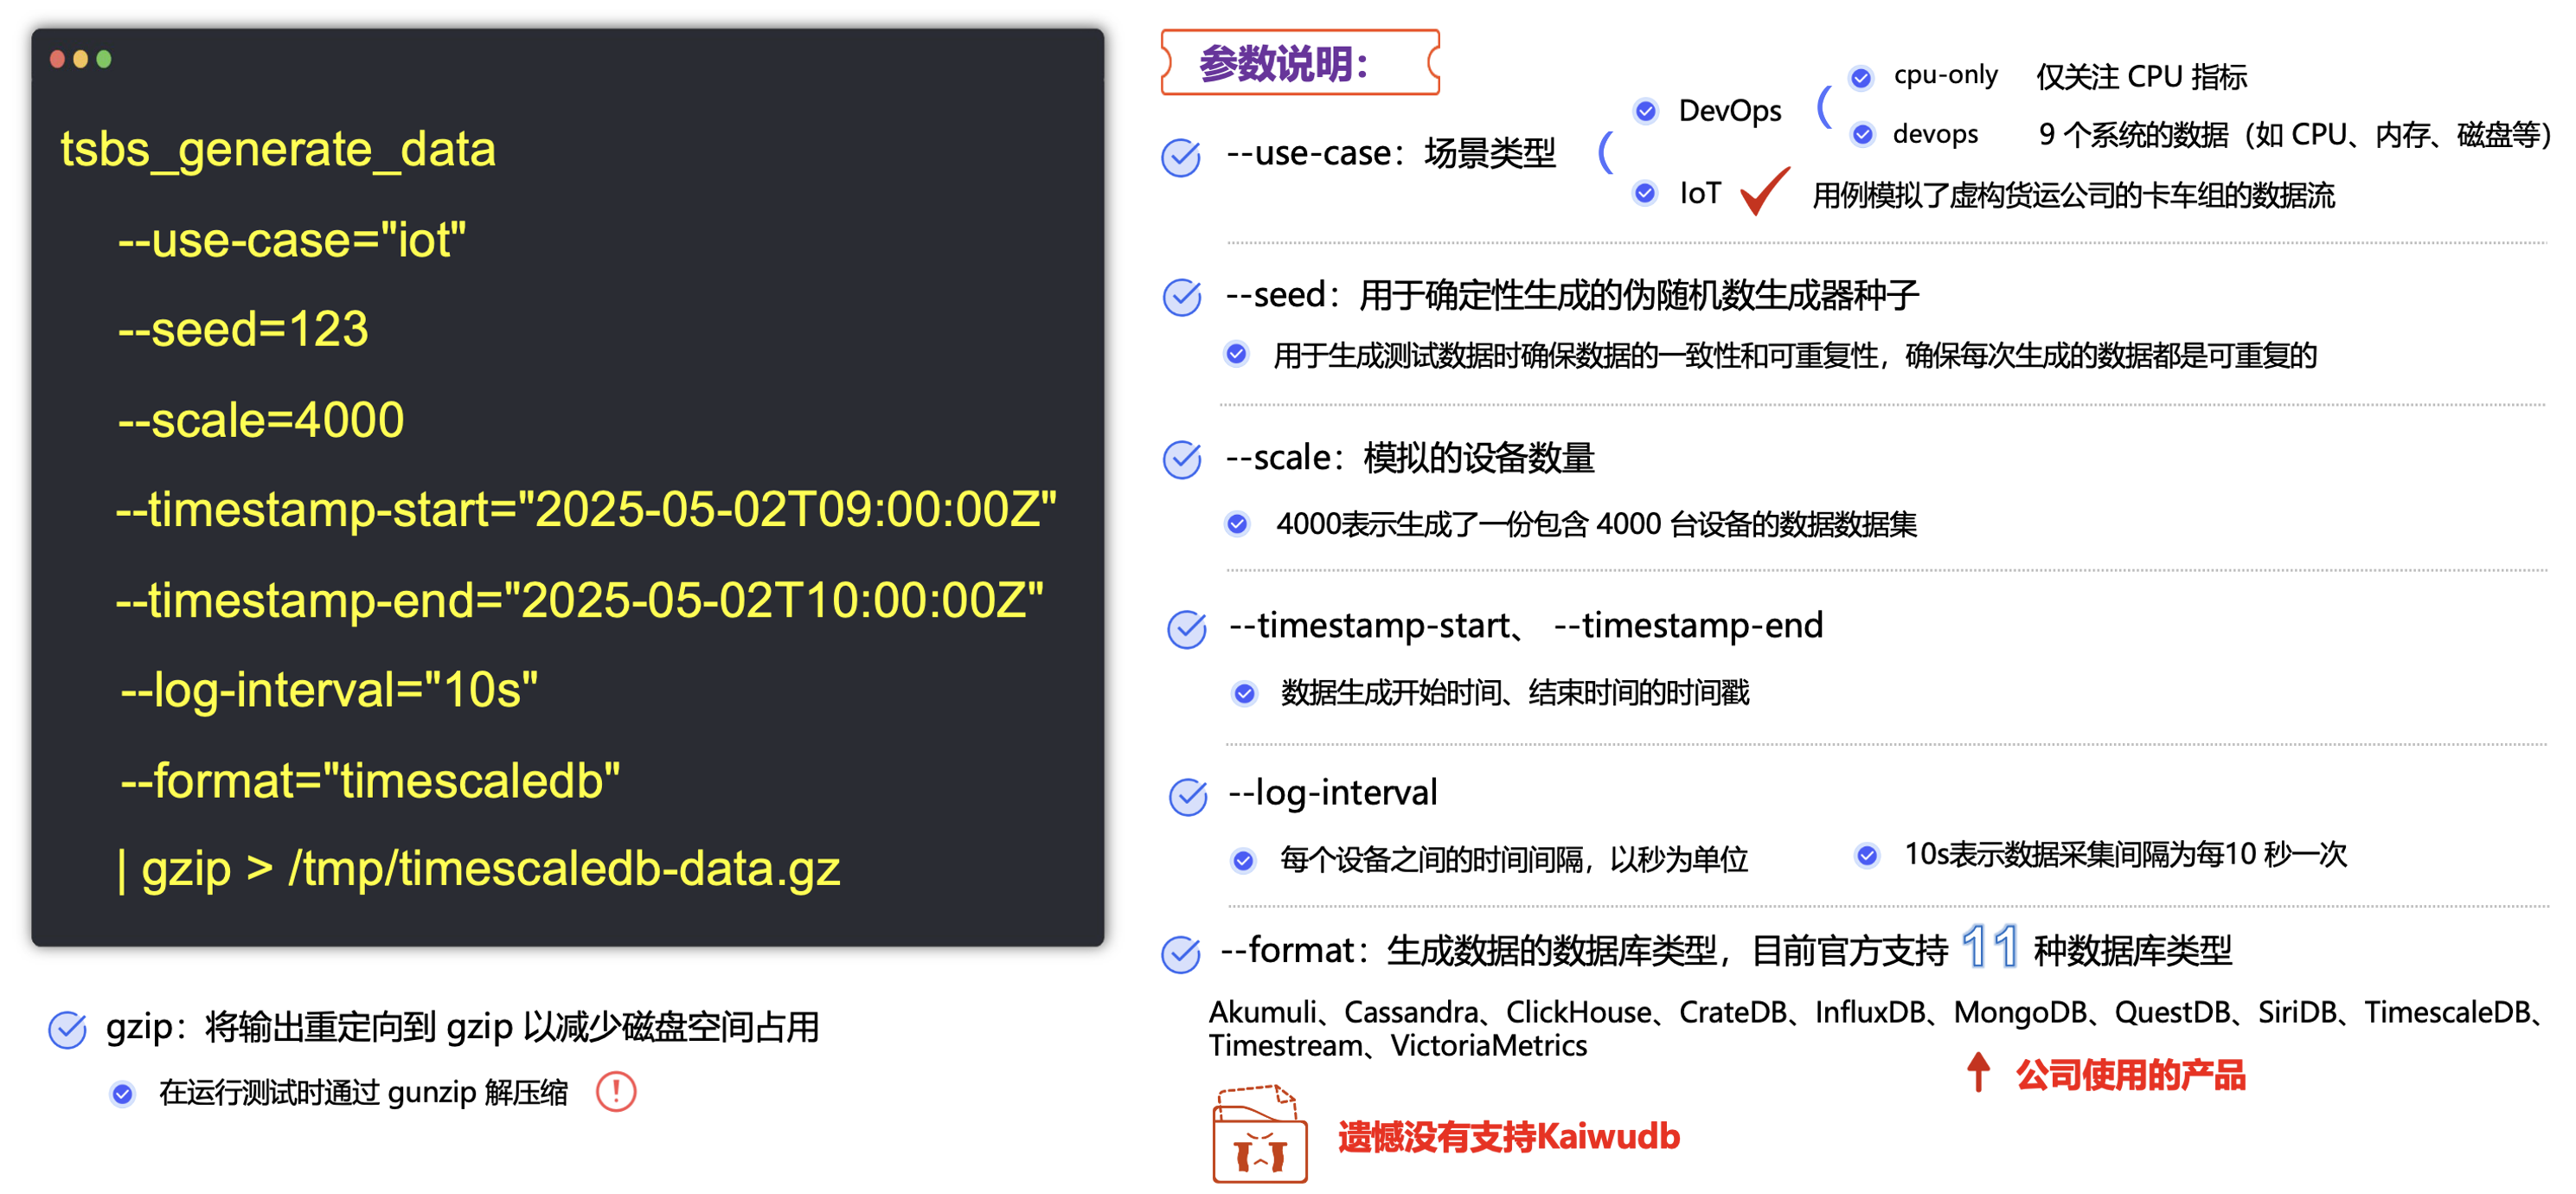 tsbs_generate_data
--use-case="iot"
--seed=123
--scale=4000
--timestamp-start="2025-05-02T09:00:00Z"
--timestamp-end="2025-05-02T10:00:00Z"
--log-interval="10s"
--format="timescaledb"
| gzip > /tmp/timescaledb-data.gz
gzip：将输出重定向到 gzip 以减少磁盘空间占用
在运行测试时通过 gunzip 解压缩
参数说明：
--use-case：场景类型
DevOps
cpu-only 仅关注 CPU 指标
devops 9 个系统的数据（如 CPU、内存、磁盘等）
IoT 用例模拟了虚构货运公司的卡车组的数据流
--seed：用于确定性生成的伪随机数生成器种子
用于生成测试数据时确保数据的一致性和可重复性，确保每次生成的数据都是可重复的
--scale：模拟的设备数量
4000表示生成了一份包含 4000 台设备的数据数据集
--timestamp-start、 --timestamp-end
数据生成开始时间、结束时间的时间戳
--log-interval
每个设备之间的时间间隔，以秒为单位
10s表示数据采集间隔为每10 秒一次
--format：生成数据的数据库类型，目前官方支持 11 种数据库类型
Akumuli、Cassandra、ClickHouse、CrateDB、InfluxDB、MongoDB、QuestDB、SiriDB、TimescaleDB、
Timestream、VictoriaMetrics
公司使用的产品
遗憾没有支持Kaiwudb